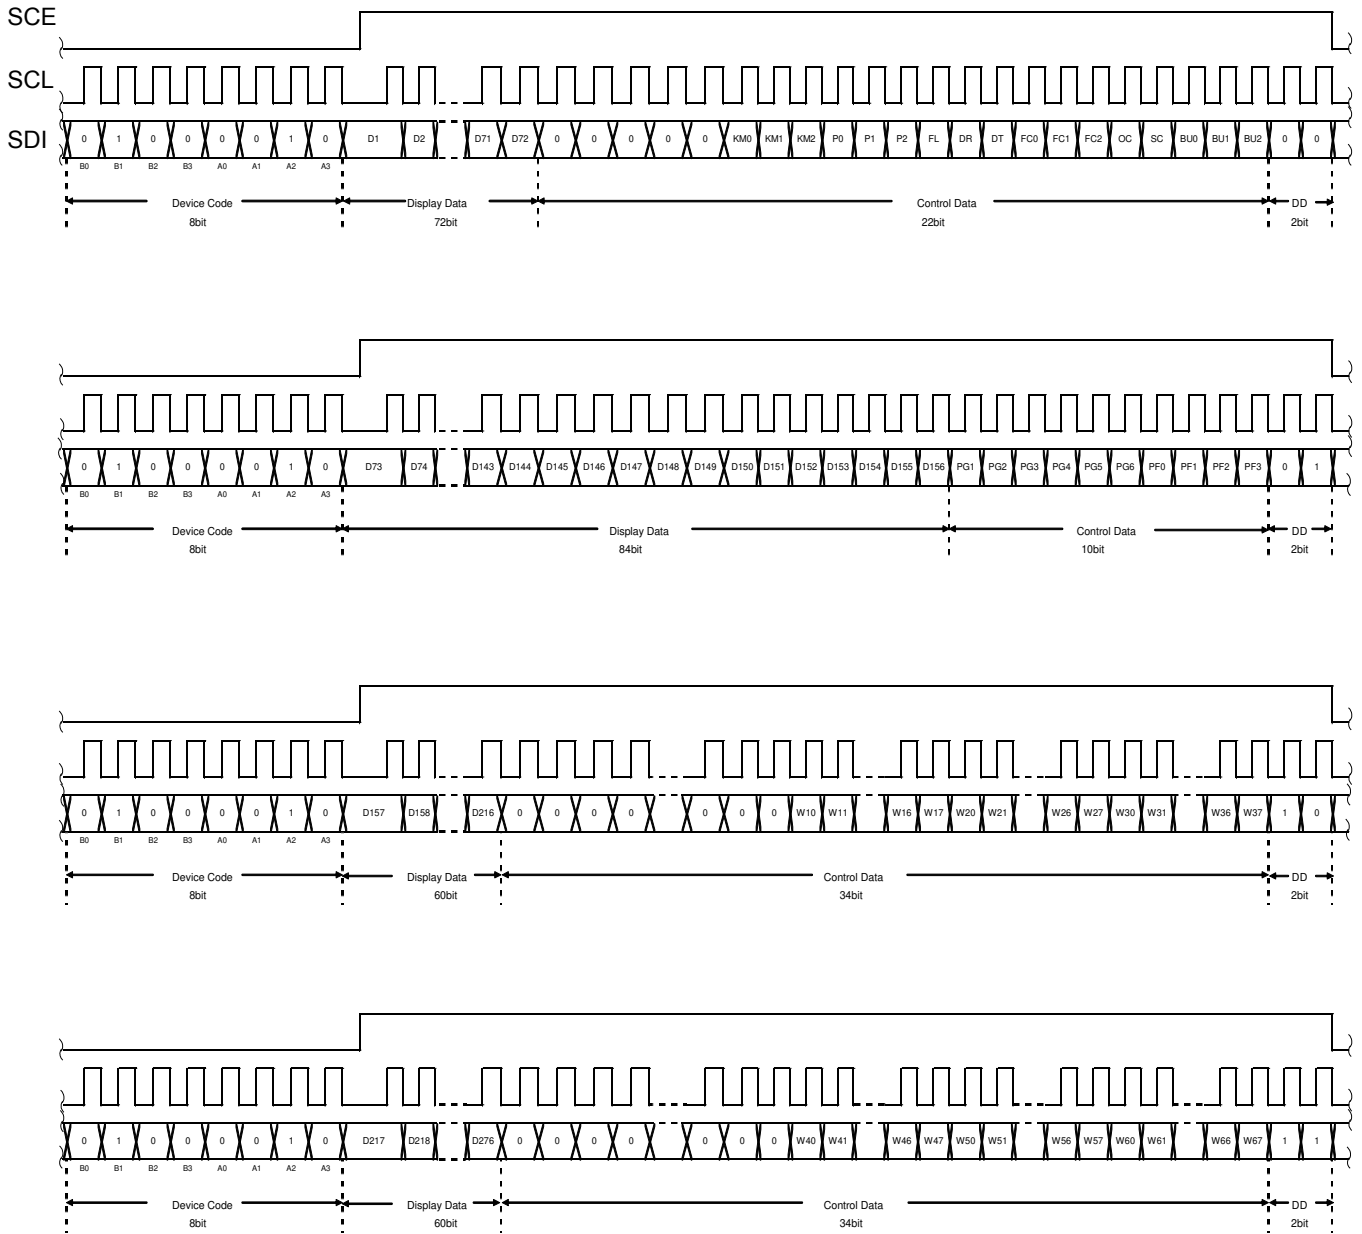 SCE
SCL
SDI
0 1 0 0 0 0 1 0 D1 D2 D71 D72 0 0 0 0 0 KM0 KM1 KM2 P0 P1 P2 FL DR DT FC0 FC1 FC2 OC SC BU0 BU1 BU2 0 0
B0 B1 B2 B3 A0 A1 A2 A3
Device Code Display Data Control Data DD
8bit 72bit 22bit 2bit
0 1 0 0 0 0 1 0 D73 D74 D143 D144 D145 D146 D147 D148 D149 D150 D151 D152 D153 D154 D155 D156 PG1 PG2 PG3 PG4 PG5 PG6 PF0 PF1 PF2 PF3 0 1
B0 B1 B2 B3 A0 A1 A2 A3
Device Code Display Data Control Data DD
8bit 84bit 10bit 2bit
0 1 0 0 0 0 1 0 D157 D158 D216 0 0 0 0 0 0 0 W10 W11 W16 W17 W20 W21 W26 W27 W30 W31 W36 W37 1 0
B0 B1 B2 B3 A0 A1 A2 A3
Device Code Display Data Control Data DD
8bit 60bit 34bit 2bit
0 1 0 0 0 0 1 0 D217 D218 D276 0 0 0 0 0 0 0 W40 W41 W46 W47 W50 W51 W56 W57 W60 W61 W66 W67 1 1
B0 B1 B2 B3 A0 A1 A2 A3
Device Code Display Data Control Data DD
8bit 60bit 34bit 2bit